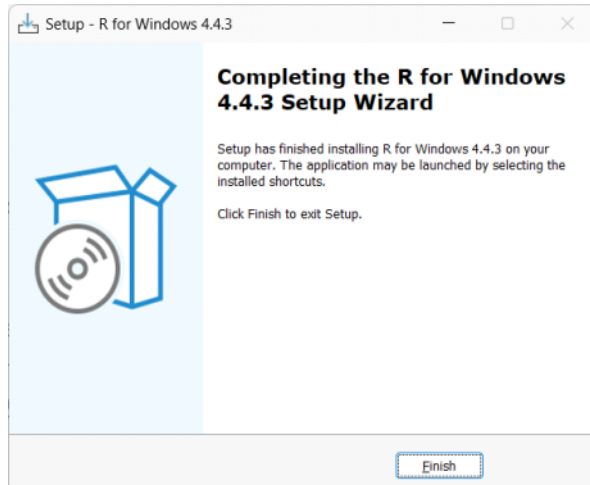 Setup - R for Windows 4.4.3
Completing the R for Windows
4.4.3 Setup Wizard
Setup has finished installing R for Windows 4.4.3 on your
computer. The application may be launched by selecting the
installed shortcuts.
Click Finish to exit Setup.
Finish